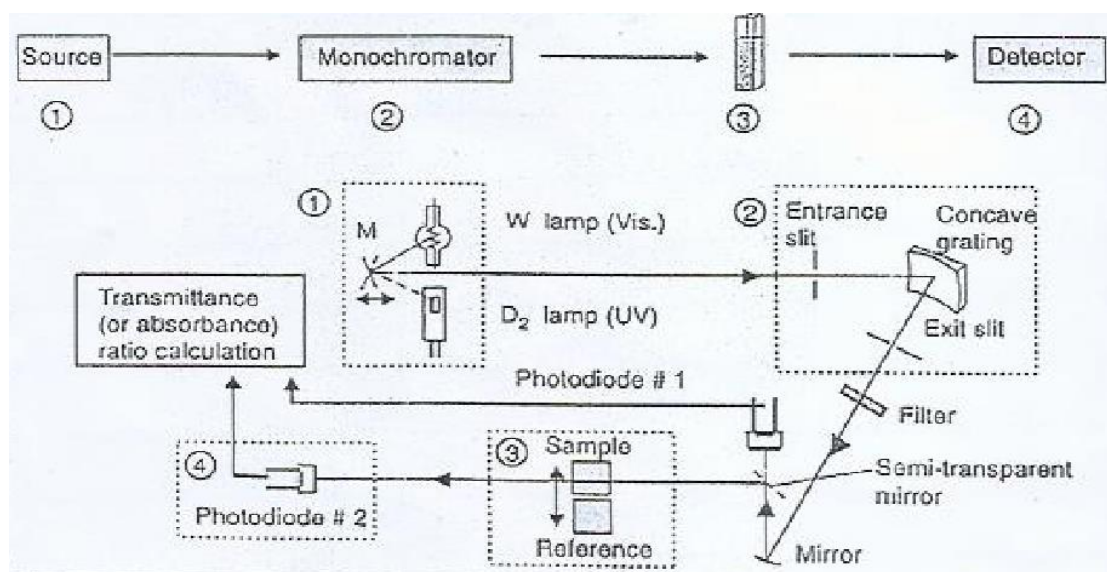 Source
Monochromator
Detector
①
②
③
④
①
M
W lamp (Vis.)
D₂ lamp (UV)
②
Entrance
slit
Concave
grating
Exit slit
Transmittance
(or absorbance)
ratio calculation
Photodiode # 1
Filter
④
Photodiode # 2
③
Sample
Reference
Semi-transparent
mirror
Mirror